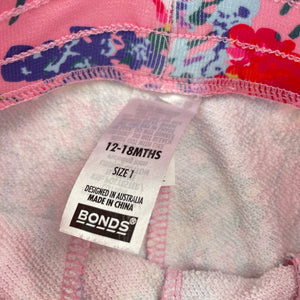 12-18MTHS
SIZE 1
DESIGNED IN AUSTRALIA
MADE IN CHINA
BONDS